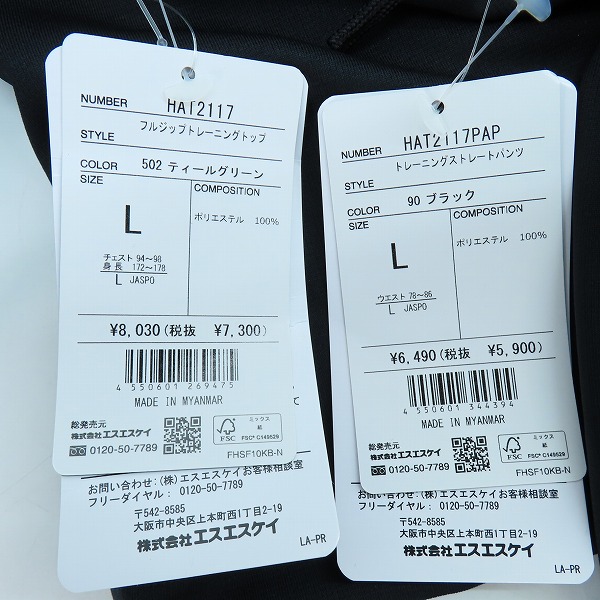 NUMBER HAT2117
フルジップトレーニングトップ
STYLE
COLOR 502 ティールグリーン
SIZE COMPOSITION
L
ポリエステル 100%
チェスト 94〜98
身長 172〜178
L JASPO
¥8,030(税抜 ¥7,300)
4 550601 269475
MADE IN MYANMAR
総発売元
株式会社エスエスケイ
0120-50-7789
FSC
ミックス
紙
FSC® C149529
FHSF10KB-N
お問い合わせ:(株)エスエスケイお客様相談室
フリーダイヤル: 0120-50-7789
〒542-8585
大阪市中央区上本町西1丁目2-19
株式会社エスエスケイ
LA-PR
NUMBER HAT2117PAP
トレーニングストレートパンツ
STYLE
COLOR 90 ブラック
SIZE COMPOSITION
L
ポリエステル 100%
ウエスト 78〜86
L JASPO
¥6,490(税抜 ¥5,900)
4 550601 344394
MADE IN MYANMAR
総発売元
株式会社エスエスケイ
0120-50-7789
FSC
ミックス
紙
FSC® C149529
FHSF10KB-N
お問い合わせ:(株)エスエスケイお客様相談室
フリーダイヤル: 0120-50-7789
〒542-8585
大阪市中央区上本町西1丁目2-19
株式会社エスエスケイ
LA-PR